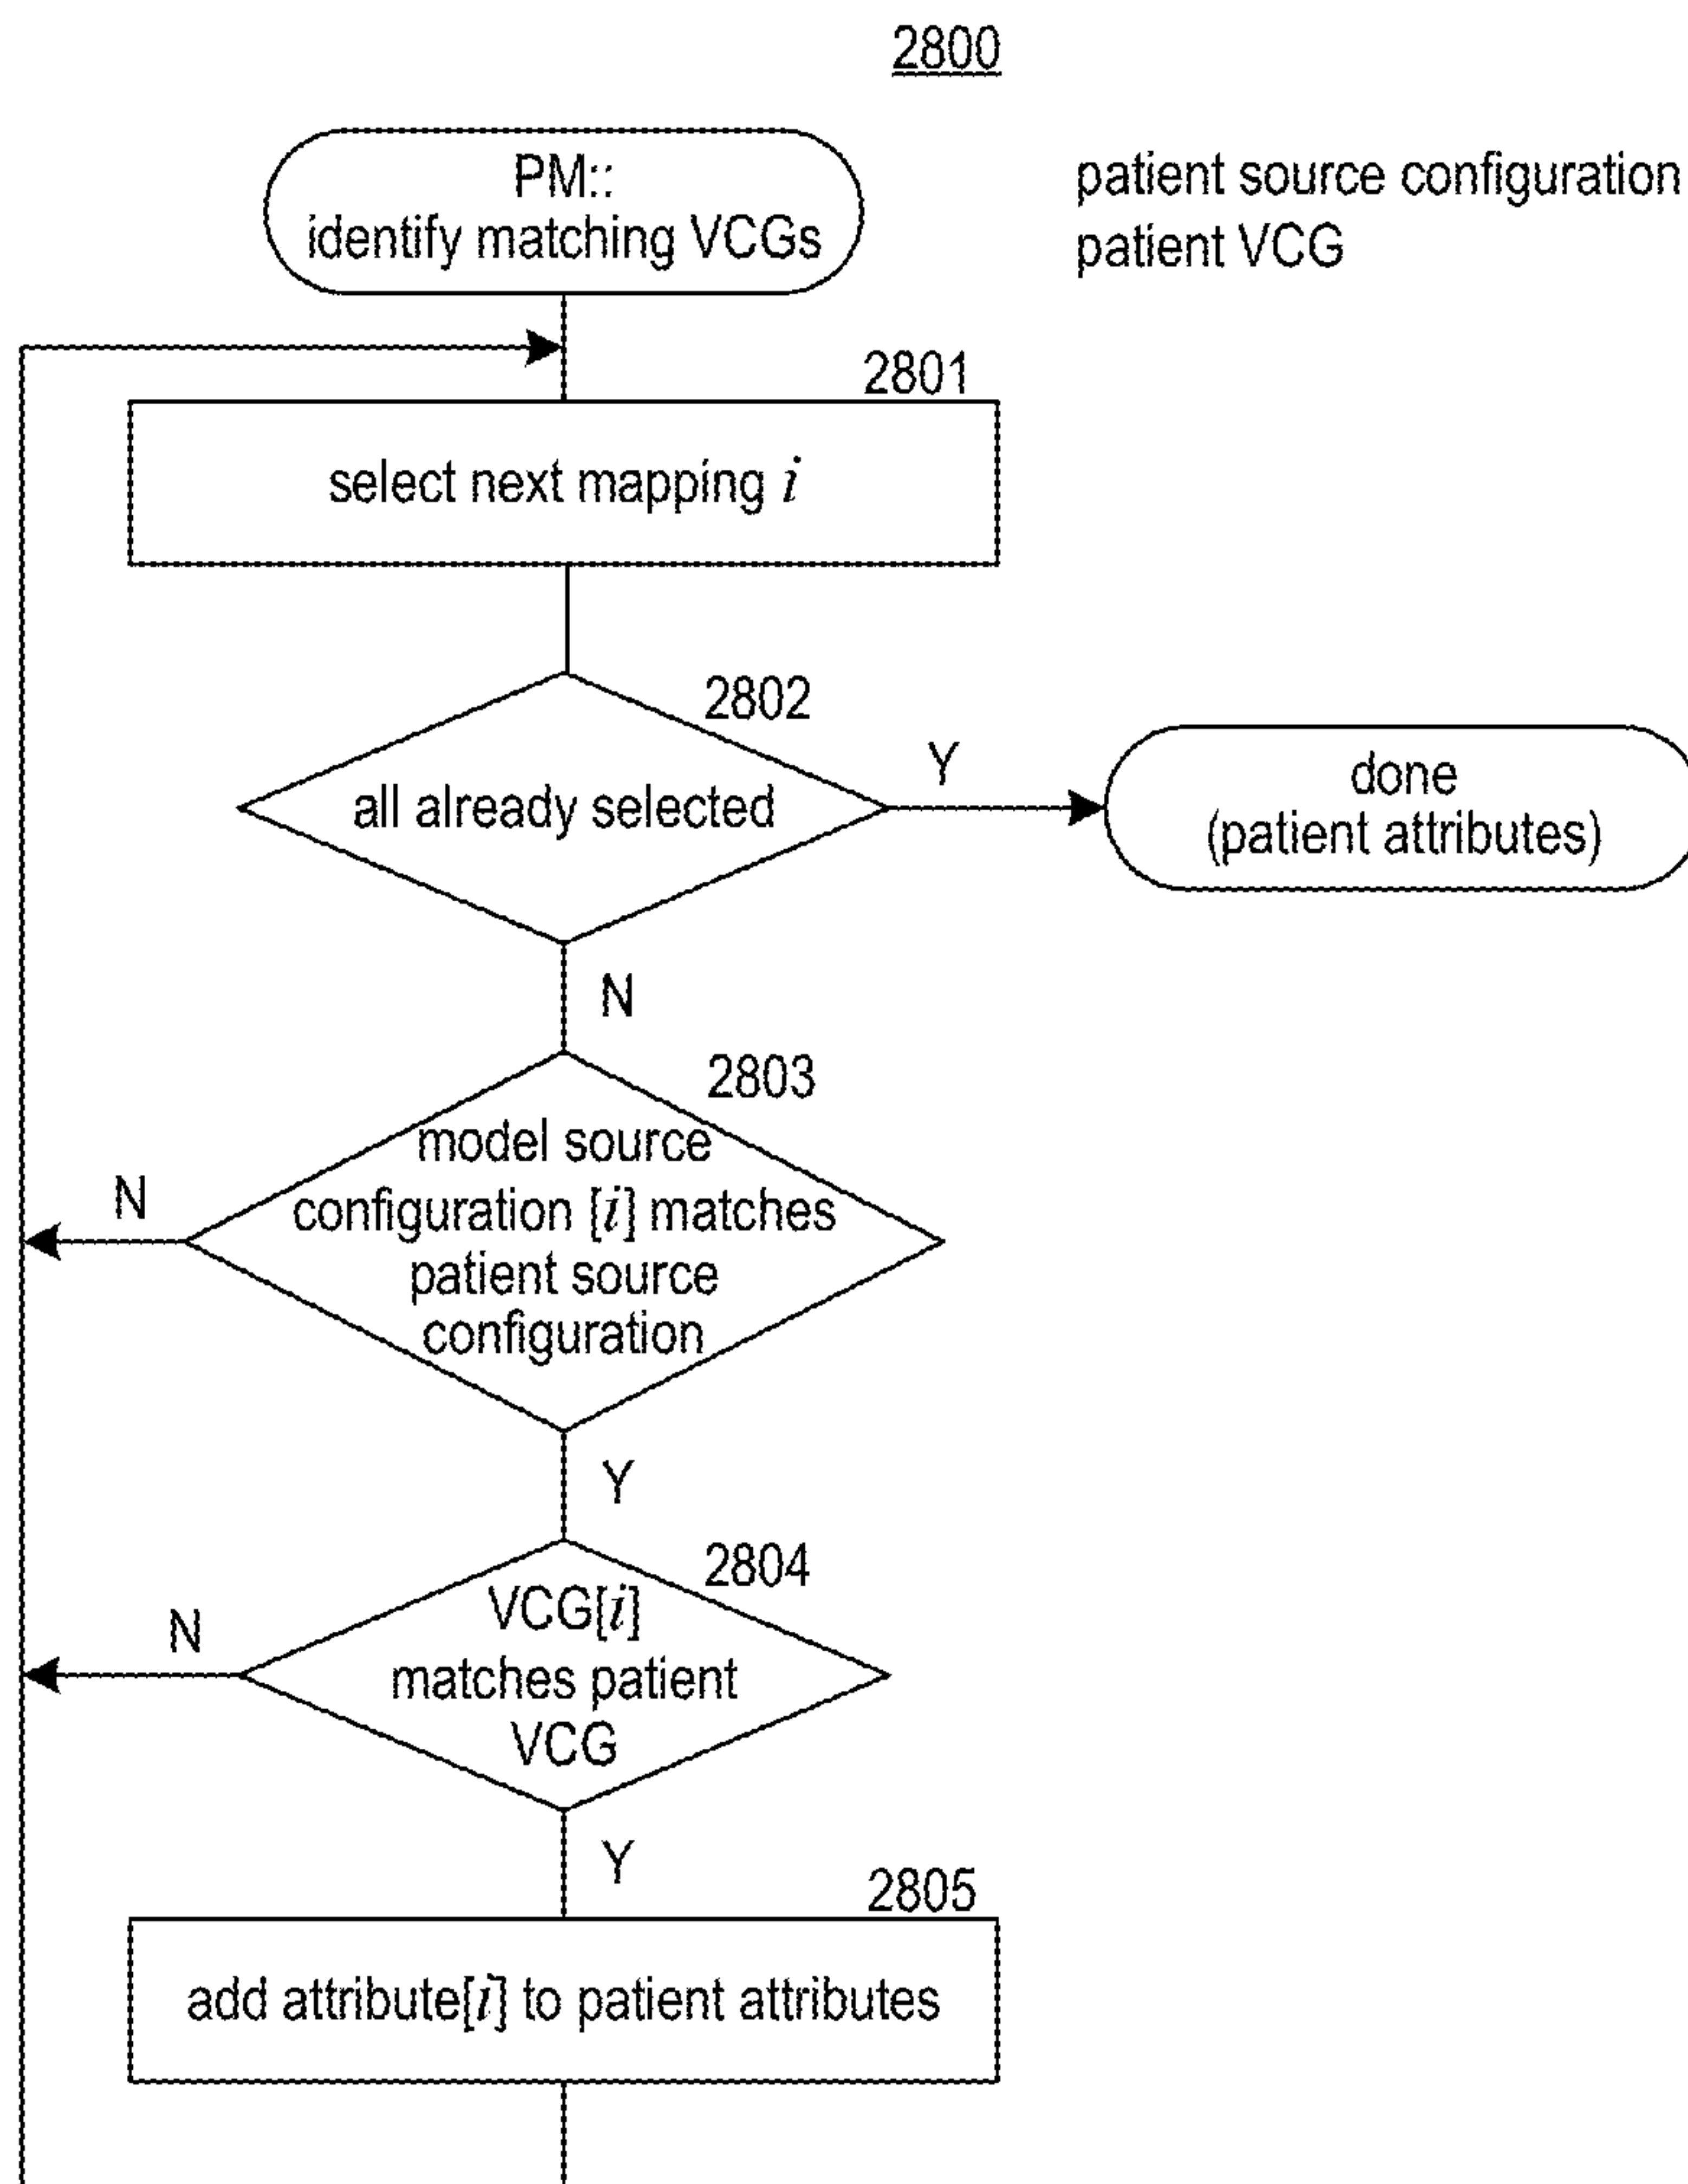 2800
PM::
identify matching VCGs
patient source configuration
patient VCG
2801
select next mapping i
2802
all already selected
Y
done
(patient attributes)
N
2803
model source
configuration [i] matches
patient source
configuration
N
Y
2804
VCG[i]
matches patient
VCG
N
Y
2805
add attribute[i] to patient attributes